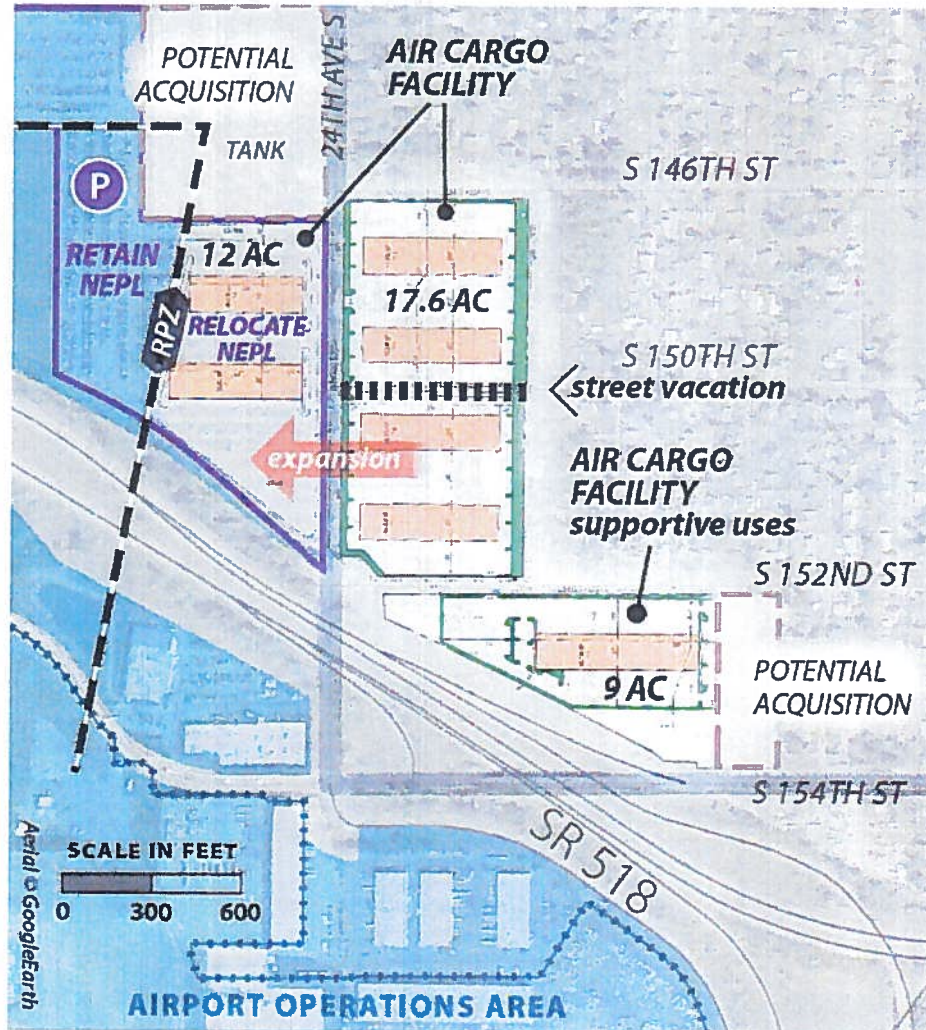 POTENTIAL
ACQUISITION
TANK
24TH AVE S
AIR CARGO
FACILITY
S 146TH ST
P
RETAIN
NEPL
12 AC
RPZ
RELOCATE
NEPL
17.6 AC
S 150TH ST
street vacation
expansion
AIR CARGO
FACILITY
supportive uses
S 152ND ST
9 AC
POTENTIAL
ACQUISITION
S 154TH ST
SR 518
SCALE IN FEET
0 300 600
Aerial © GoogleEarth
AIRPORT OPERATIONS AREA